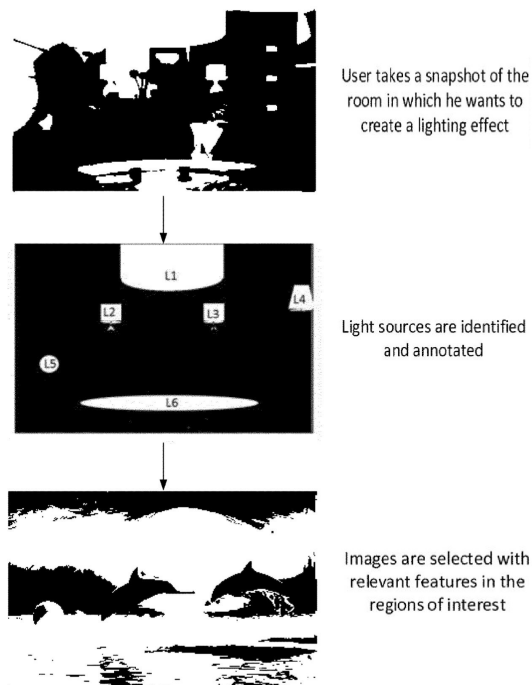 User takes a snapshot of the
room in which he wants to
create a lighting effect
L1
L2
L3
L4
Light sources are identified
and annotated
L5
L6
Images are selected with
relevant features in the
regions of interest